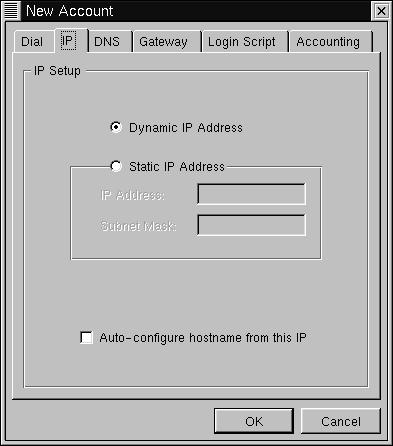 New Account
Dial IP DNS Gateway Login Script Accounting
IP Setup
Dynamic IP Address
Static IP Address
IP Address:
Subnet Mask:
Auto-configure hostname from this IP
OK Cancel